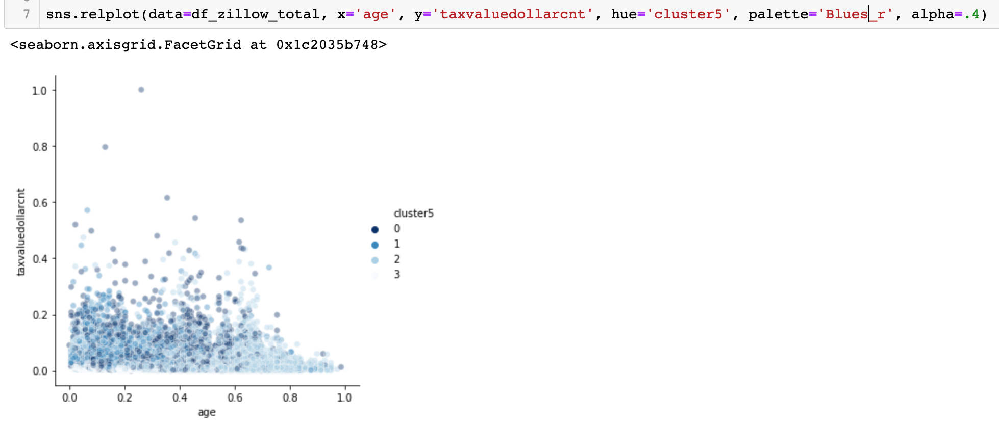 7 sns.relplot(data=df_zillow_total, x='age', y='taxvaluedollarcnt', hue='cluster5', palette='Blues_r', alpha=.4)
<seaborn.axisgrid.FacetGrid at 0x1c2035b748>
1.0
0.8
0.6
0.4
0.2
0.0
taxvaluedollarcnt
0.0 0.2 0.4 0.6 0.8 1.0
age
cluster5
0
1
2
3